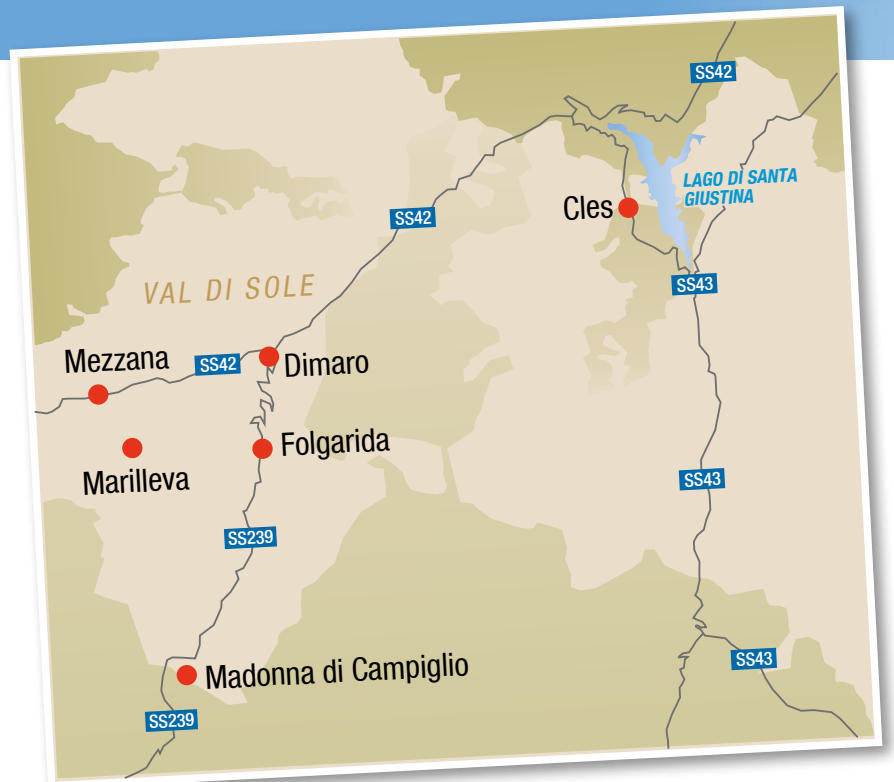 SS42
LAGO DI SANTA
GIUSTINA
Cles
SS42
SS43
VAL DI SOLE
Mezzana
SS42
Dimaro
Folgarida
Marilleva
SS43
SS239
SS43
Madonna di Campiglio
SS239